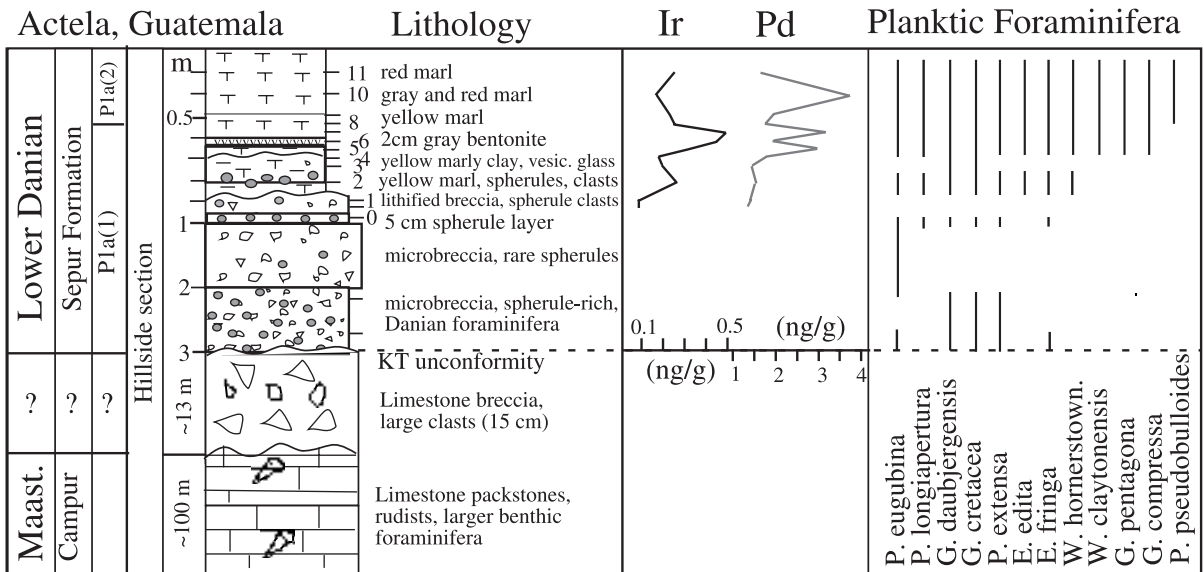 Actela, Guatemala
Lithology
Ir
Pd
Planktic Foraminifera
Lower Danian
Sepur Formation
P1a(2)
P1a(1)
Hillside section
m
0.5
1
2
3
11 red marl
10 gray and red marl
8 yellow marl
6 2cm gray bentonite
5
4 yellow marly clay, vesic. glass
3
2 yellow marl, spherules, clasts
1 lithified breccia, spherule clasts
0 5 cm spherule layer
microbreccia, rare spherules
microbreccia, spherule-rich,
Danian foraminifera
KT unconformity
0.1
0.5
(ng/g)
(ng/g)
1 2 3 4
?
?
?
~13 m
Limestone breccia,
large clasts (15 cm)
Maast.
Campur
~100 m
Limestone packstones,
rudists, larger benthic
foraminifera
P. eugubina
P. longiapertura
G. daubjergensis
G. cretacea
P. extensa
E. edita
E. fringa
W. hornerstown.
W. claytonensis
G. pentagona
G. compressa
P. pseudobulloides